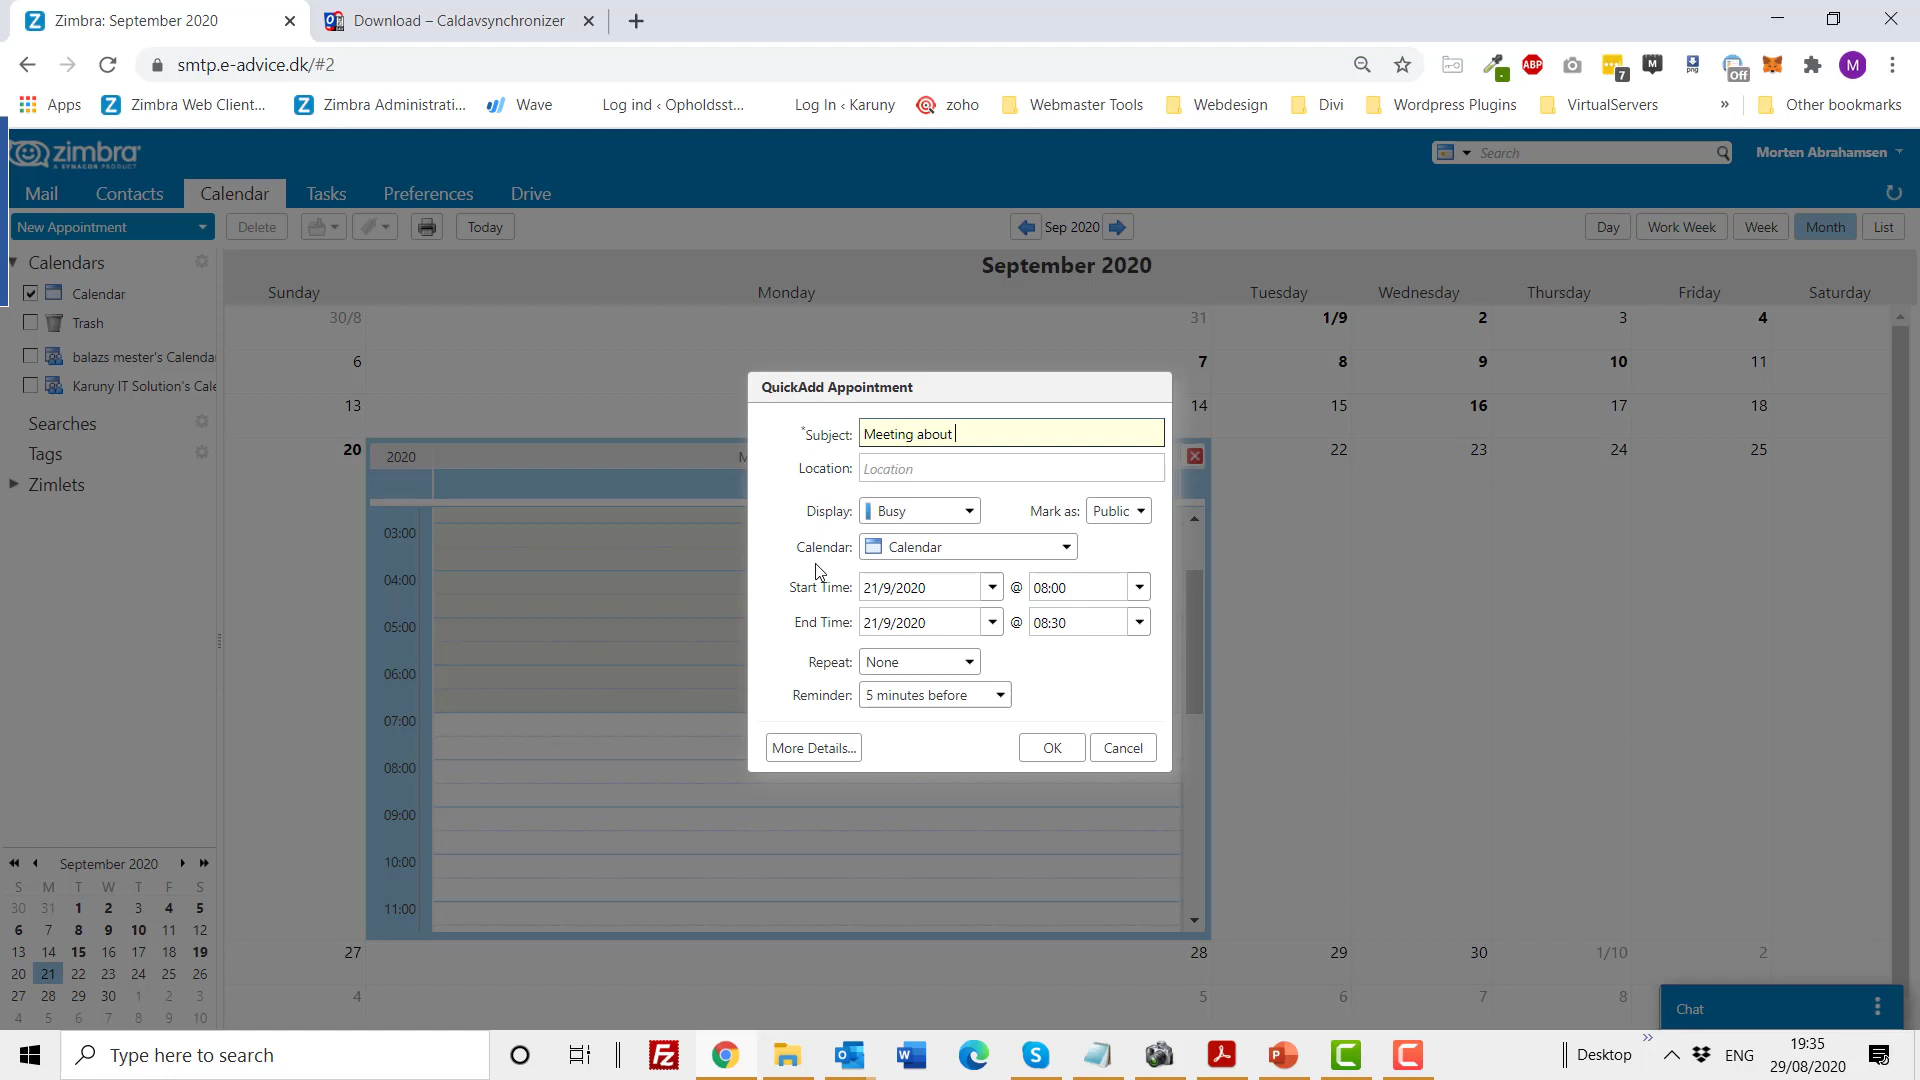 Zimbra: September 2020
Download – Caldavsynchronizer
smtp.e-advice.dk/#2
ABP
7
M
png
Off
M
Apps
Zimbra Web Client...
Zimbra Administrati...
Wave
Log ind ‹ Opholdsst...
Log In ‹ Karuny
zoho
Webmaster Tools
Webdesign
Divi
Wordpress Plugins
VirtualServers
»
Other bookmarks
zimbra
A SYNACOR PRODUCT
Search
Morten Abrahamsen
Mail
Contacts
Calendar
Tasks
Preferences
Drive
New Appointment
Delete
Today
Sep 2020
Day
Work Week
Week
Month
List
Calendars
Calendar
Trash
balazs mester's Calenda
Karuny IT Solution's Cale
Searches
Tags
Zimlets
September 2020
Sunday Monday Tuesday Wednesday Thursday Friday Saturday
30/8 31 1/9 2 3 4
6 7 8 9 10 11
13 14 15 16 17 18
20 22 23 24 25
2020 M
03:00
04:00
05:00
06:00
07:00
08:00
09:00
10:00
11:00
27 28 29 30 1/10 2
4 5 6 7 8
QuickAdd Appointment
*Subject: Meeting about
Location: Location
Display: Busy Mark as: Public
Calendar: Calendar
Start Time: 21/9/2020 @ 08:00
End Time: 21/9/2020 @ 08:30
Repeat: None
Reminder: 5 minutes before
More Details...
OK
Cancel
September 2020
S M T W T F S
30 31 1 2 3 4 5
6 7 8 9 10 11 12
13 14 15 16 17 18 19
20 21 22 23 24 25 26
27 28 29 30 1 2 3
4 5 6 7 8 9 10
Chat
Type here to search
Desktop
»
ENG
19:35
29/08/2020